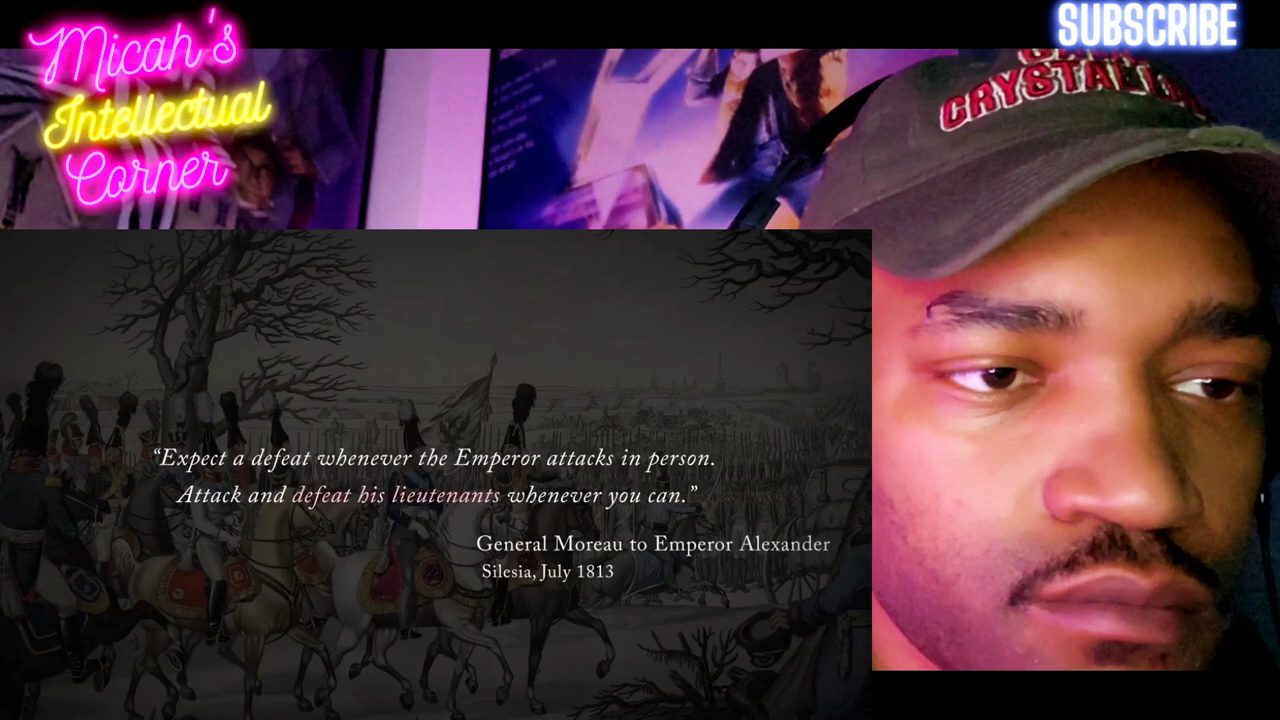 Micah's
Intellectual
Corner
SUBSCRIBE
“Expect a defeat whenever the Emperor attacks in person.
Attack and defeat his lieutenants whenever you can.”
General Moreau to Emperor Alexander
Silesia, July 1813